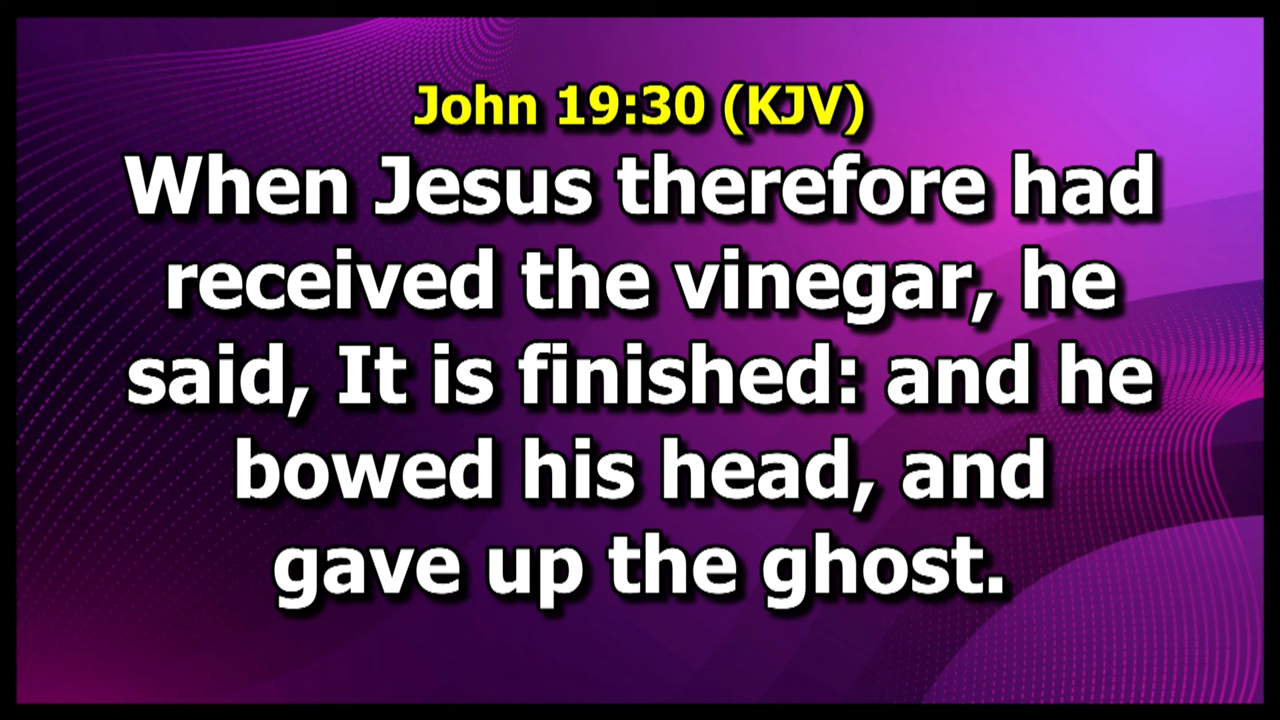 John 19:30 (KJV)
When Jesus therefore had
received the vinegar, he
said, It is finished: and he
bowed his head, and
gave up the ghost.